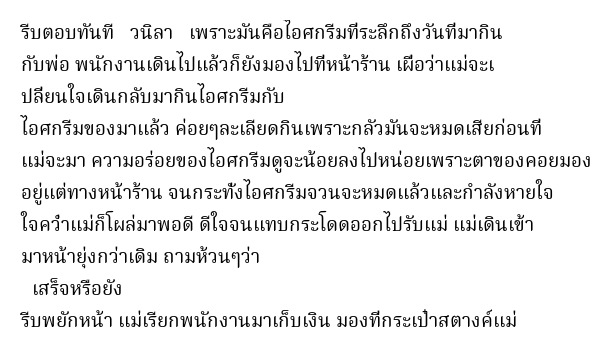 รีบตอบทันที วนิลา เพราะมันคือไอศกรีมที่ระลึกถึงวันที่มากิน
กับพ่อ พนักงานเดินไปแล้วก็ยังมองไปที่หน้าร้าน เผื่อว่าแม่จะเ
ปลี่ยนใจเดินกลับมากินไอศกรีมกับ
ไอศกรีมของมาแล้ว ค่อยๆละเลียดกินเพราะกลัวมันจะหมดเสียก่อนที่
แม่จะมา ความอร่อยของไอศกรีมดูจะน้อยลงไปหน่อยเพราะตาของคอยมอง
อยู่แต่ทางหน้าร้าน จนกระทั่งไอศกรีมจวนจะหมดแล้วและกำลังหายใจ
ใจคว่ำแม่ก็โผล่มาพอดี ดีใจจนแทบกระโดดออกไปรับแม่ แม่เดินเข้า
มาหน้ายุ่งกว่าเดิม ถามห้วนๆว่า
เสร็จหรือยัง
รีบพยักหน้า แม่เรียกพนักงานมาเก็บเงิน มองที่กระเป๋าสตางค์แม่